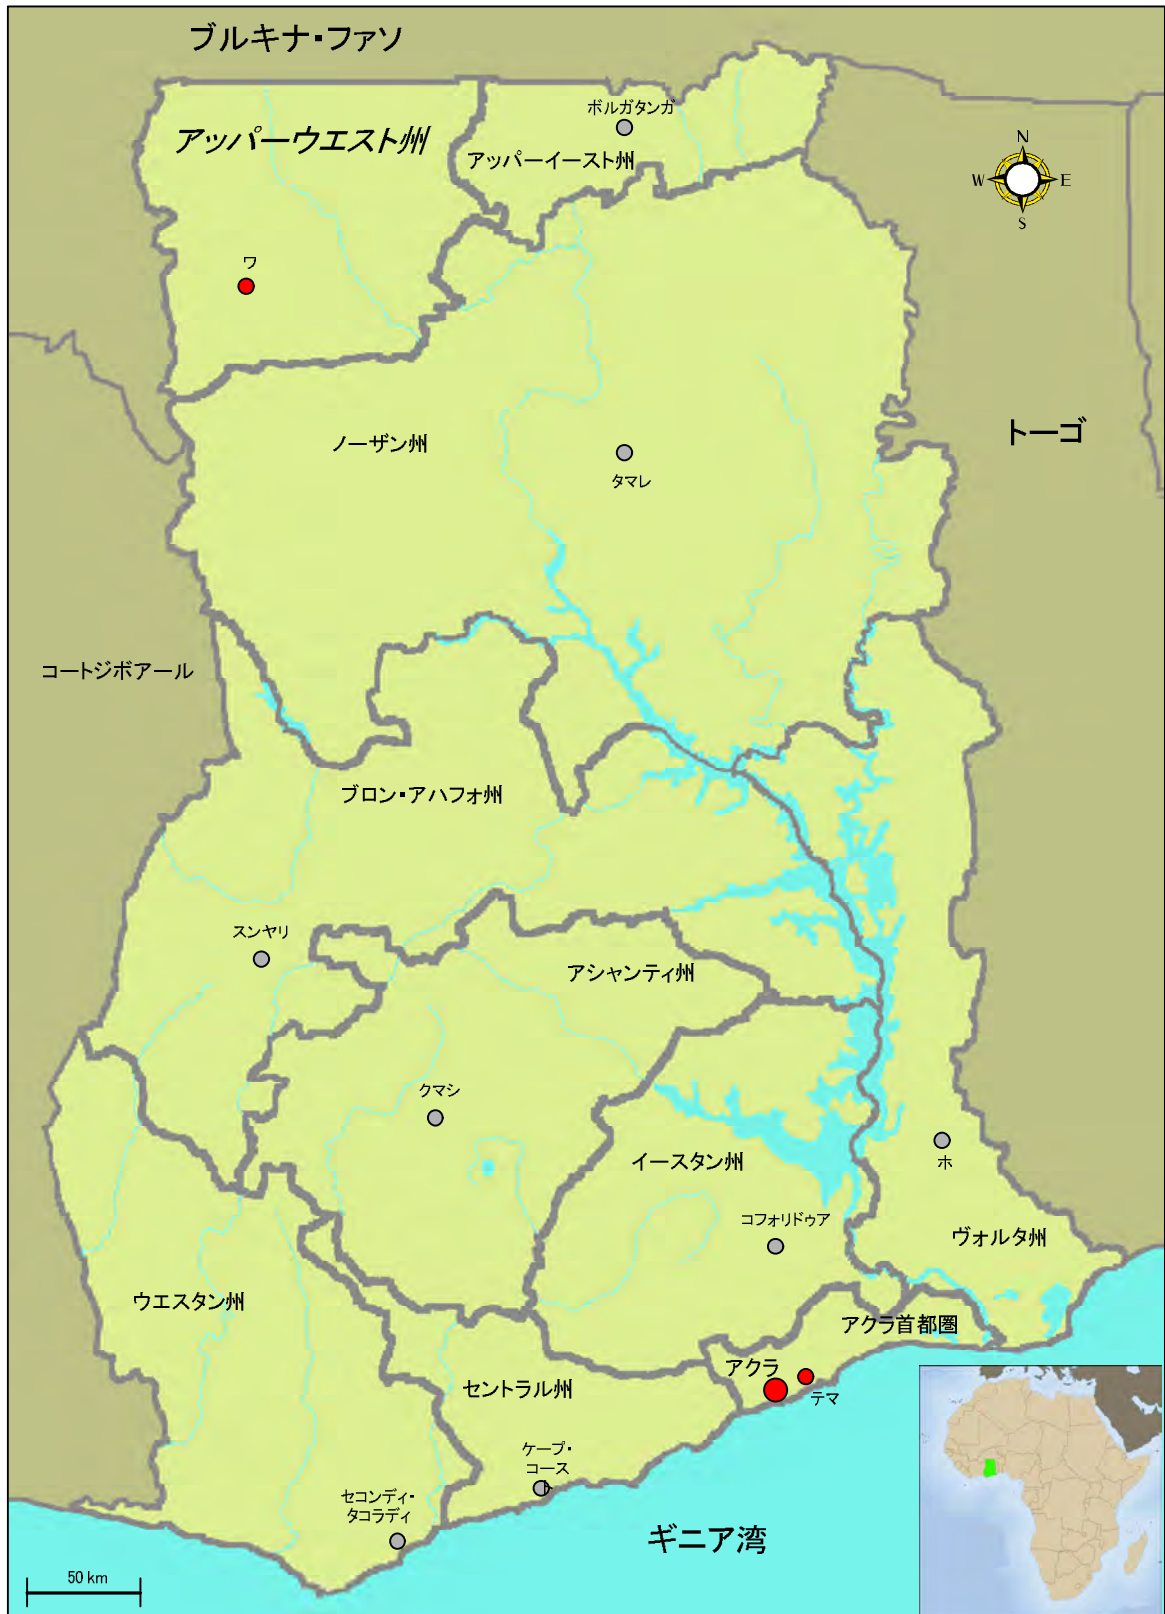 ブルキナ・ファソ
ボルガタンガ
アッパーウエスト州
アッパーイースト州
N
W
E
S
ワ
トーゴ
ノーザン州
タマレ
コートジボアール
ブロン・アハフォ州
スンヤリ
アシャンティ州
クマシ
イースタン州
ホ
コフォリドゥア
ヴォルタ州
ウエスタン州
アクラ首都圏
アクラ
セントラル州
テマ
ケープ・
コースト
セコンディ・
タコラディ
ギニア湾
50 km